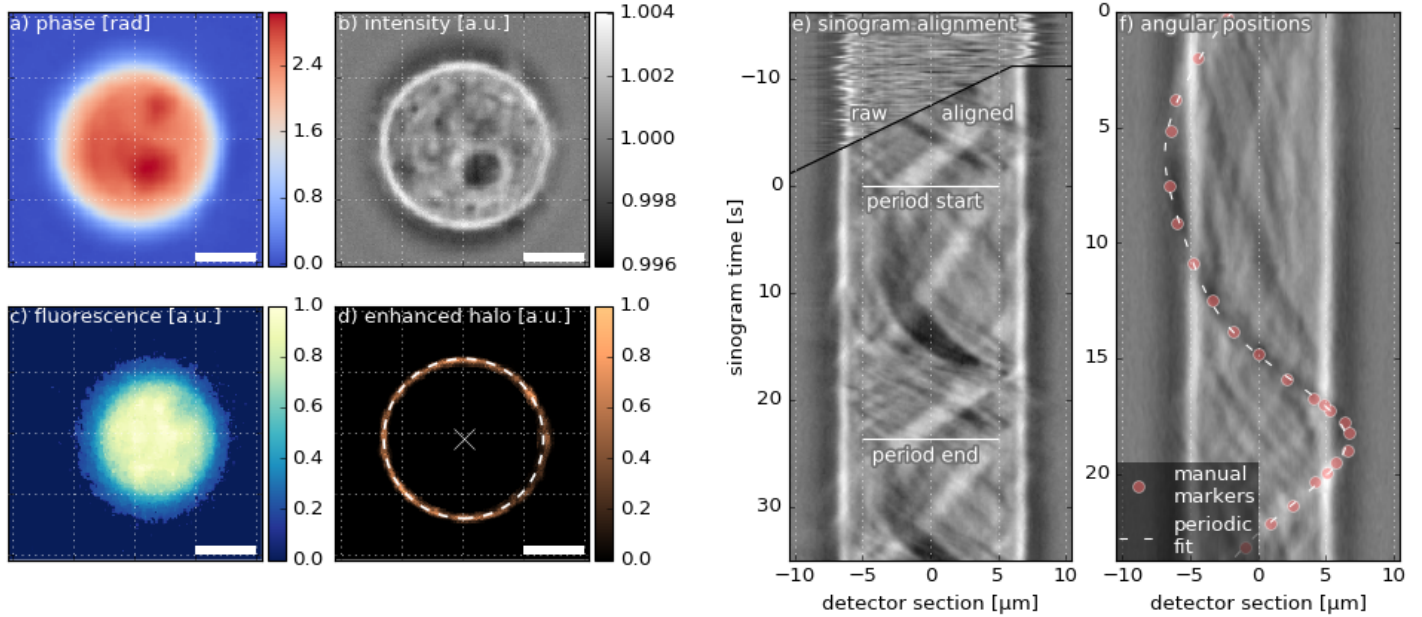 a) phase [rad]
2.4
1.6
0.8
0.0
b) intensity [a.u.]
1.004
1.002
1.000
0.998
0.996
c) fluorescence [a.u.]
1.0
0.8
0.6
0.4
0.2
0.0
d) enhanced halo [a.u.]
1.0
0.8
0.6
0.4
0.2
0.0
e) sinogram alignment
raw
aligned
period start
period end
sinogram time [s]
−10
0
10
20
30
−10
−5
0
5
10
detector section [μm]
f) angular positions
0
5
10
15
20
manual
markers
periodic
fit
−10
−5
0
5
10
detector section [μm]